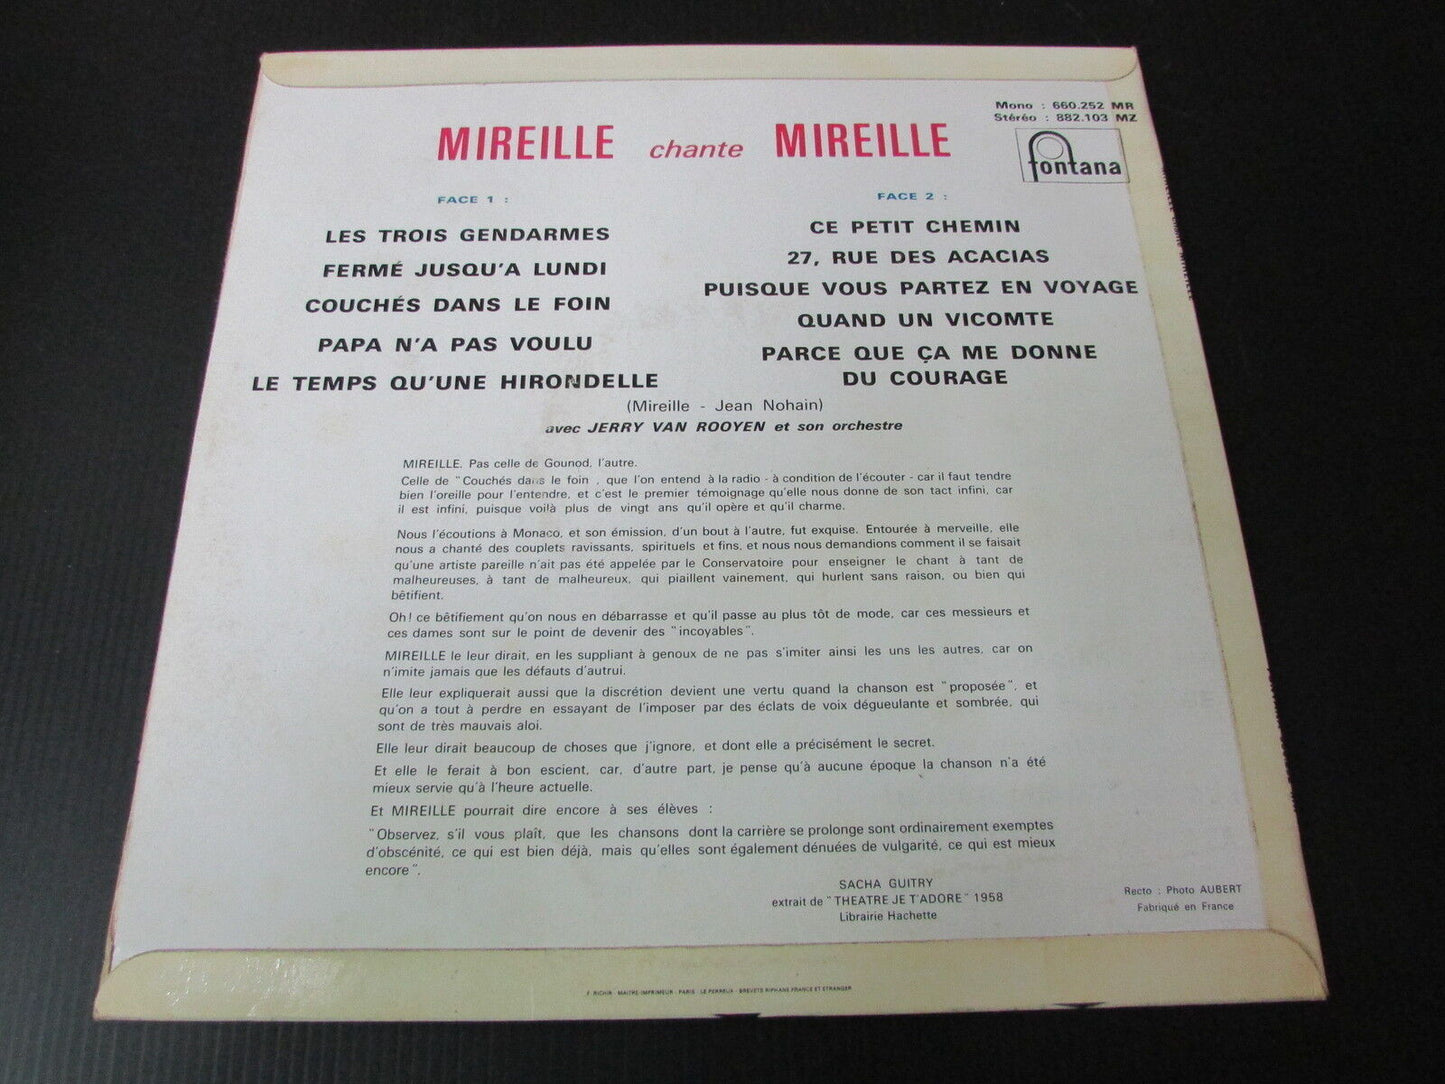 Mono : 660.252 MR
Stéréo : 882.103 MZ
fontana
MIREILLE chante MIREILLE
FACE 1 :
LES TROIS GENDARMES
FERMÉ JUSQU'A LUNDI
COUCHÉS DANS LE FOIN
PAPA N'A PAS VOULU
LE TEMPS QU'UNE HIRONDELLE
FACE 2 :
CE PETIT CHEMIN
27, RUE DES ACACIAS
PUISQUE VOUS PARTEZ EN VOYAGE
QUAND UN VICOMTE
PARCE QUE ÇA ME DONNE
DU COURAGE
(Mireille - Jean Nohain)
avec JERRY VAN ROOYEN et son orchestre
MIREILLE. Pas celle de Gounod, l'autre.
Celle de "Couchés dans le foin , que l'on entend à la radio - à condition de l'écouter - car il faut tendre
bien l'oreille pour l'entendre, et c'est le premier témoignage qu'elle nous donne de son tact infini, car
il est infini, puisque voilà plus de vingt ans qu'il opère et qu'il charme.
Nous l'écoutions à Monaco, et son émission, d'un bout à l'autre, fut exquise. Entourée à merveille, elle
nous a chanté des couplets ravissants, spirituels et fins, et nous nous demandions comment il se faisait
qu'une artiste pareille n'ait pas été appelée par le Conservatoire pour enseigner le chant à tant de
malheureuses, à tant de malheureux, qui piaillent vainement, qui hurlent sans raison, ou bien qui
bêtifient.
Oh! ce bêtifiement qu'on nous en débarrasse et qu'il passe au plus tôt de mode, car ces messieurs et
ces dames sont sur le point de devenir des "incoyables".
MIREILLE le leur dirait, en les suppliant à genoux de ne pas s'imiter ainsi les uns les autres, car on
n'imite jamais que les défauts d'autrui.
Elle leur expliquerait aussi que la discrétion devient une vertu quand la chanson est "proposée", et
qu'on a tout à perdre en essayant de l'imposer par des éclats de voix dégueulante et sombrée, qui
sont de très mauvais aloi.
Elle leur dirait beaucoup de choses que j'ignore, et dont elle a précisément le secret.
Et elle le ferait à bon escient, car, d'autre part, je pense qu'à aucune époque la chanson n'a été
mieux servie qu'à l'heure actuelle.
Et MIREILLE pourrait dire encore à ses élèves :
"Observez, s'il vous plaît, que les chansons dont la carrière se prolonge sont ordinairement exemptes
d'obscénité, ce qui est bien déjà, mais qu'elles sont également dénuées de vulgarité, ce qui est mieux
encore".
SACHA GUITRY
extrait de "THEATRE JE T'ADORE" 1958
Librairie Hachette
Recto : Photo AUBERT
Fabriqué en France
F. RICHIR - MAITRE-IMPRIMEUR - PARIS - LE PERREUX - BREVETS RIPHANE FRANCE ET ETRANGER